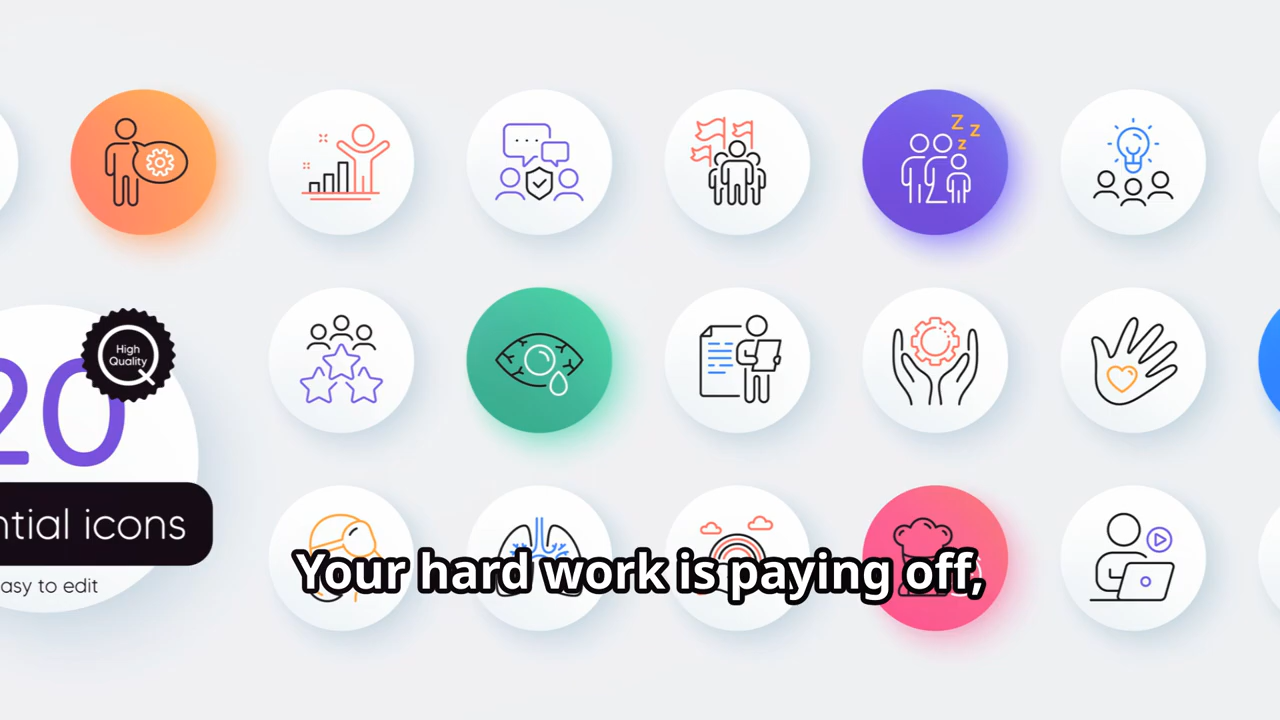 z z
z
High
Quality
20
ntial icons
asy to edit
Your hard work is paying off,